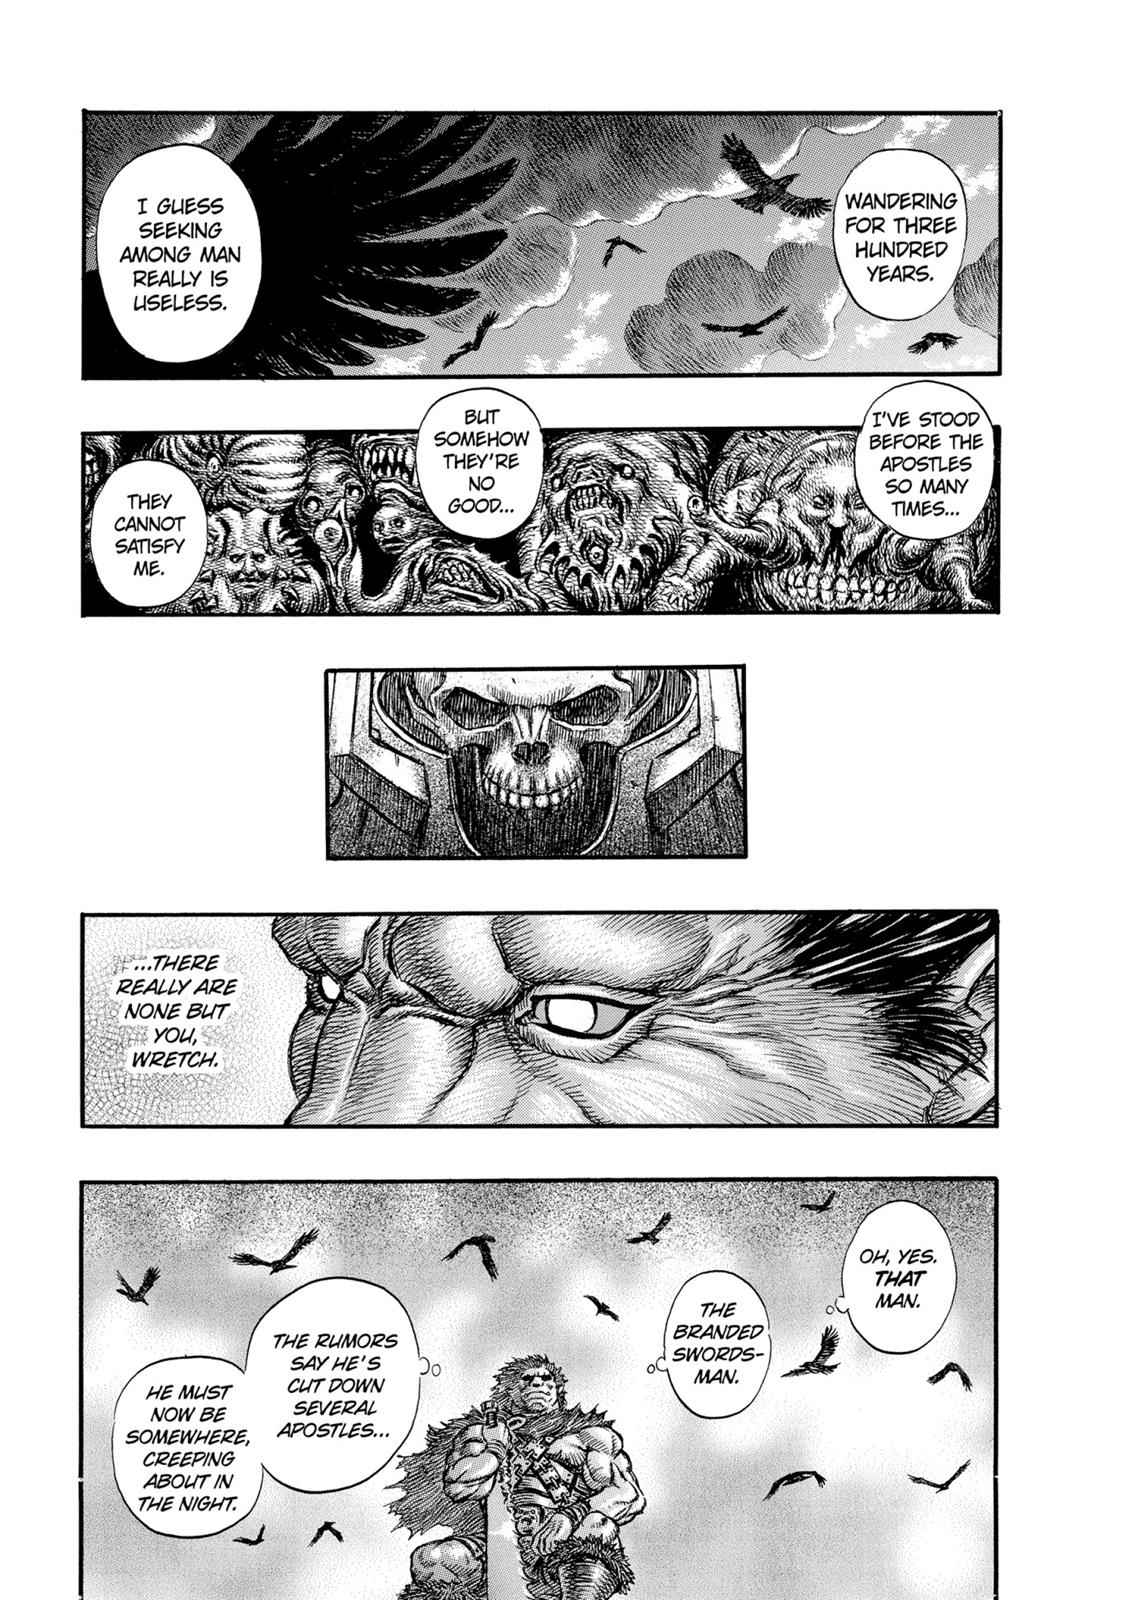 WANDERING
FOR THREE
HUNDRED
YEARS.
I GUESS
SEEKING
AMONG MAN
REALLY IS
USELESS.
I'VE STOOD
BEFORE THE
APOSTLES
SO MANY
TIMES...
BUT
SOMEHOW
THEY'RE
NO
GOOD...
THEY
CANNOT
SATISFY
ME.
...THERE
REALLY ARE
NONE BUT
YOU,
WRETCH.
OH, YES.
THAT
MAN.
THE
BRANDED
SWORDS-
MAN.
THE RUMORS
SAY HE'S
CUT DOWN
SEVERAL
APOSTLES...
HE MUST
NOW BE
SOMEWHERE,
CREEPING
ABOUT IN
THE NIGHT.